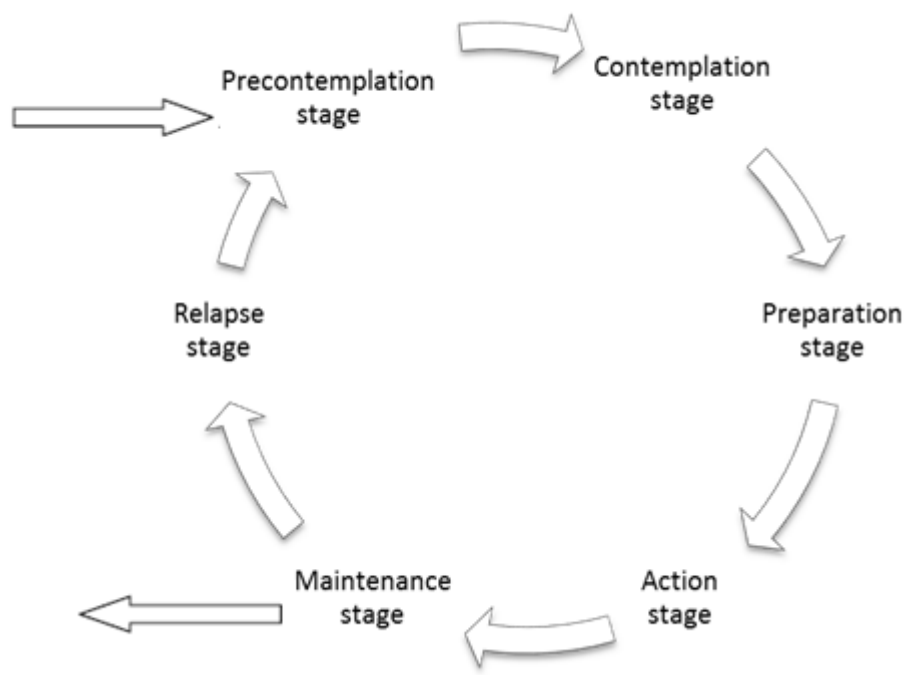 Precontemplation
stage
Contemplation
stage
Preparation
stage
Action
stage
Maintenance
stage
Relapse
stage